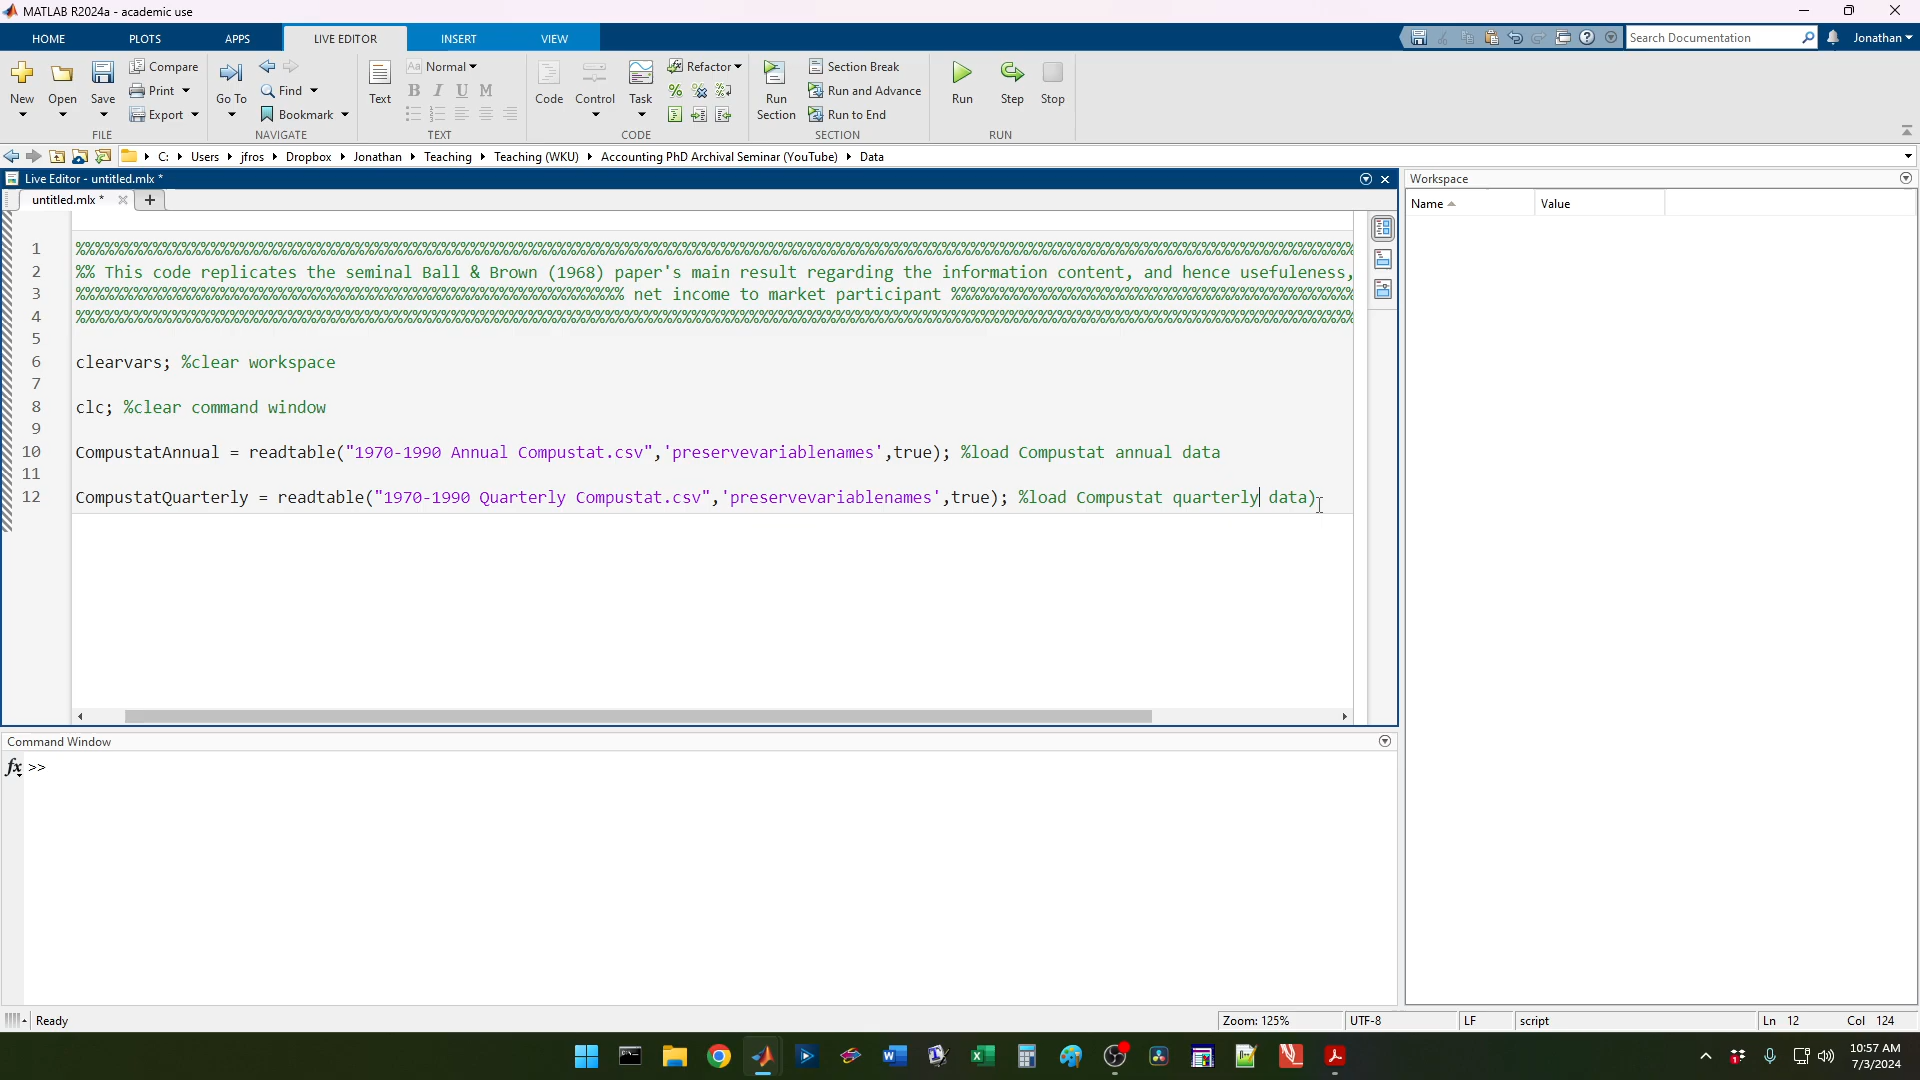 MATLAB R2024a - academic use
HOME PLOTS APPS LIVE EDITOR INSERT VIEW Search Documentation Jonathan
New Open Save Compare Print Export Go To Find Bookmark Text Normal B I U M Code Control Task Refactor Run Section Section Break Run and Advance Run to End Run Step Stop
FILE NAVIGATE TEXT CODE SECTION RUN
C: Users jfros Dropbox Jonathan Teaching Teaching (WKU) Accounting PhD Archival Seminar (YouTube) Data
Live Editor - untitled.mlx *
untitled.mlx *
1
2 %% This code replicates the seminal Ball & Brown (1968) paper's main result regarding the information content, and hence usefulness,
3 net income to market participant
4
5
6 clearvars; %clear workspace
7
8 clc; %clear command window
9
10 CompustatAnnual = readtable("1970-1990 Annual Compustat.csv",'preservevariablenames',true); %load Compustat annual data
11
12 CompustatQuarterly = readtable("1970-1990 Quarterly Compustat.csv",'preservevariablenames',true); %load Compustat quarterly data)
Command Window
fx >>
Workspace
Name Value
Ready Zoom: 125% UTF-8 LF script Ln 12 Col 124
10:57 AM
7/3/2024